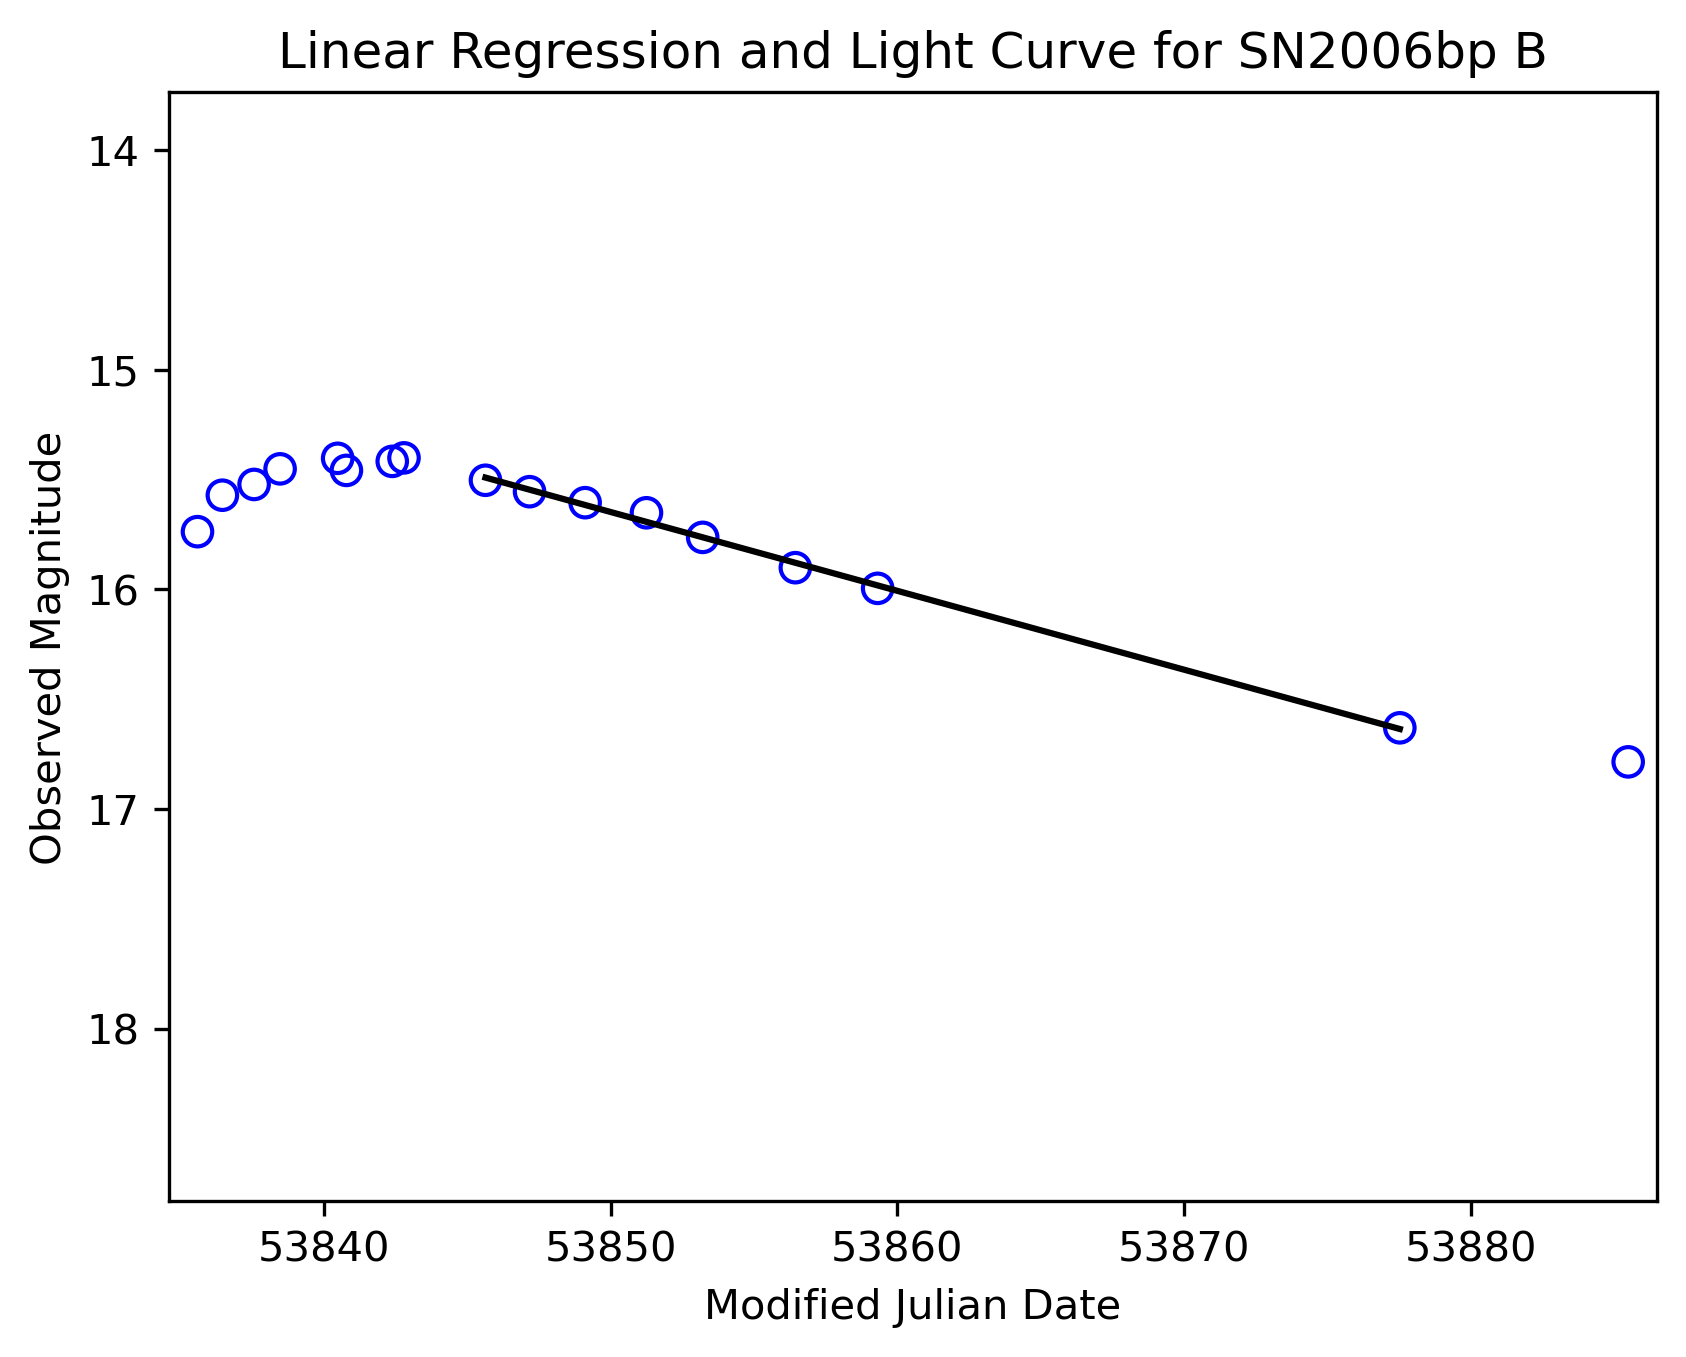 Linear Regression and Light Curve for SN2006bp B
14
15
16
17
18
Observed Magnitude
53840 53850 53860 53870 53880
Modified Julian Date